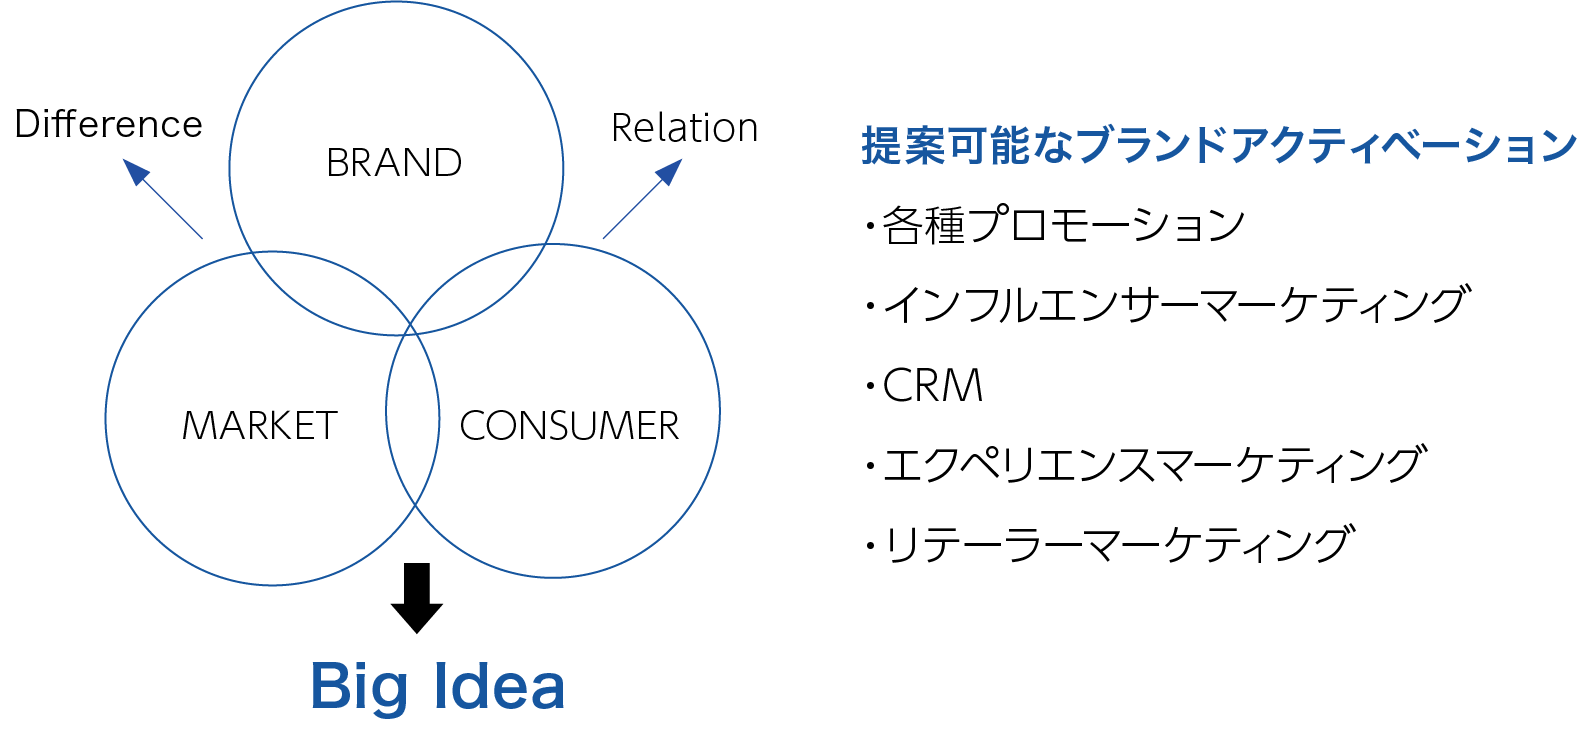 Difference
BRAND
Relation
MARKET
CONSUMER
Big Idea
提案可能なブランドアクティベーション
・各種プロモーション
・インフルエンサーマーケティング
・CRM
・エクペリエンスマーケティング
・リテーラーマーケティング